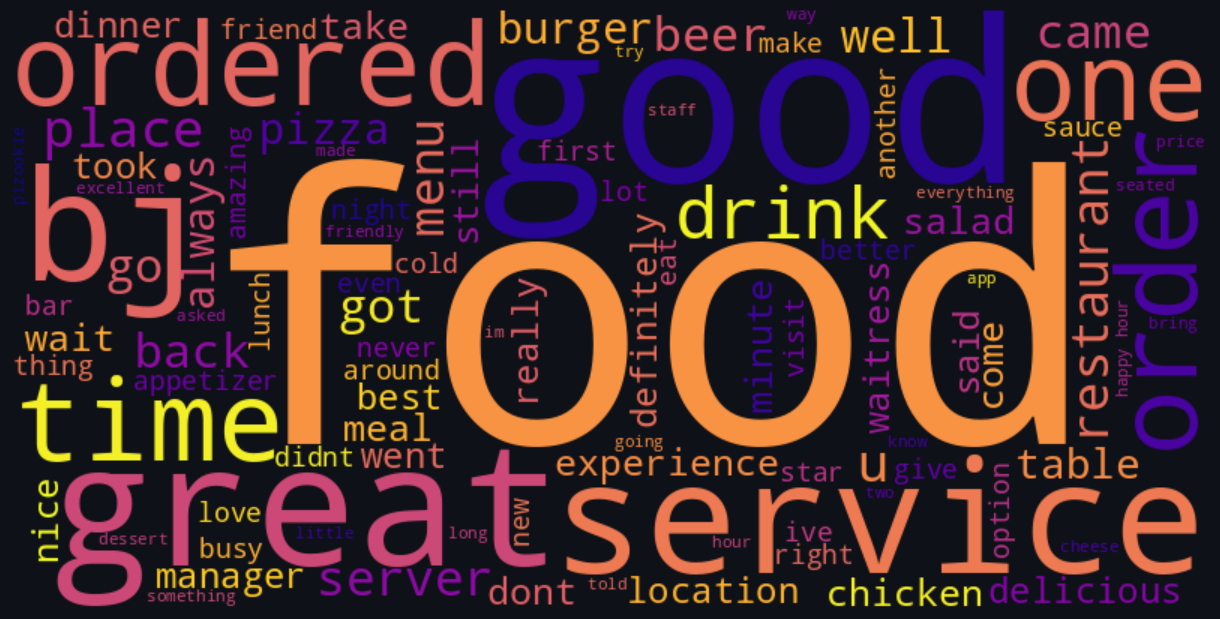 dinner
friend
take
burger
beer
way
make
try
well
came
ordered
good
one
staff
another
sauce
place
pizza
menu
still
first
pizookie
amazing
made
price
took
excellent
always
night
friendly
lot
drink
everything
salad
seated
restaurant
order
bj
go
food
cold
definitely
eat
better
bar
asked
lunch
even
got
im
really
minute
visit
waitress
app
said
come
happy hour
bring
wait
thing
back
appetizer
never
around
best
meal
time
didnt
went
going
know
experience
star
u
give
table
nice
great
love
busy
dessert
little
long
new
service
two
option
hour
ive
right
cheese
manager
something
server
dont
told
location
chicken
delicious